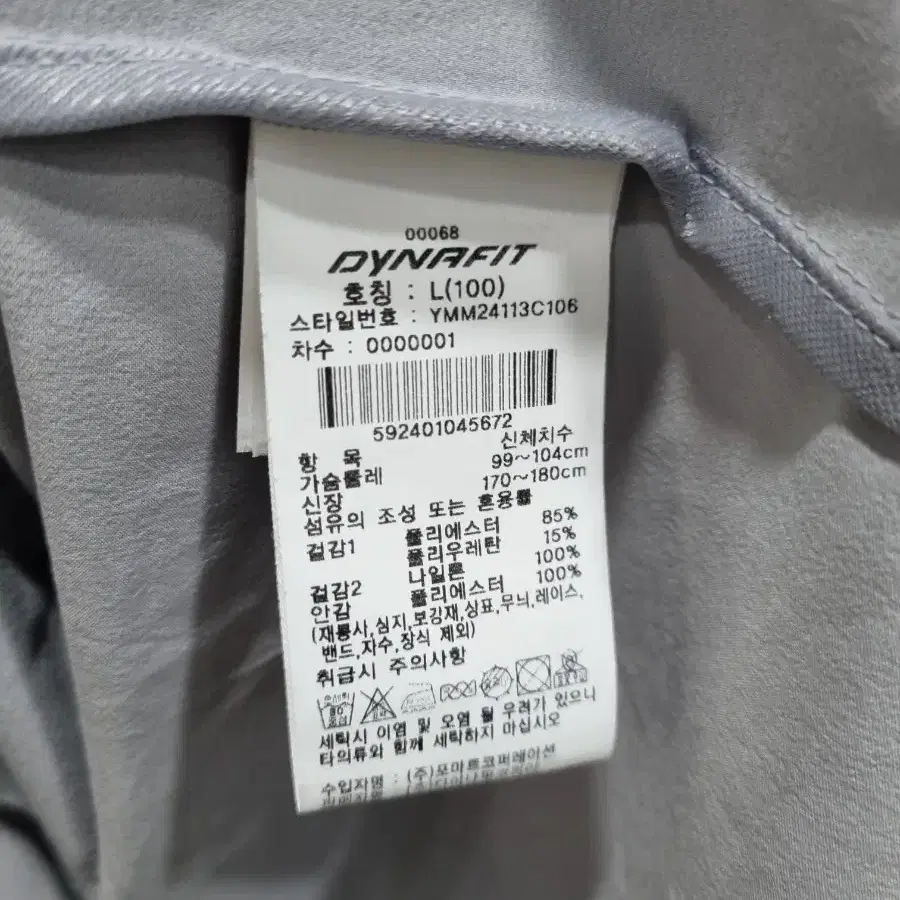 00068
DYNAFIT
호칭 : L(100)
스타일번호 : YMM24113C106
차수 : 0000001
592401045672
항 목 신체치수
가슴둘레 99~104cm
신장 170~180cm
섬유의 조성 또는 혼용률
겉감1 폴리에스터 85%
폴리우레탄 15%
겉감2 나일론 100%
안감 폴리에스터 100%
(재봉사,심지,보강재,상표,무늬,레이스,
밴드,자수,장식 제외)
취급시 주의사항
세탁시 이염 및 오염 될 우려가 있으니
타의류와 함께 세탁하지 마십시오
수입자명 : (주)포마트코퍼레이션